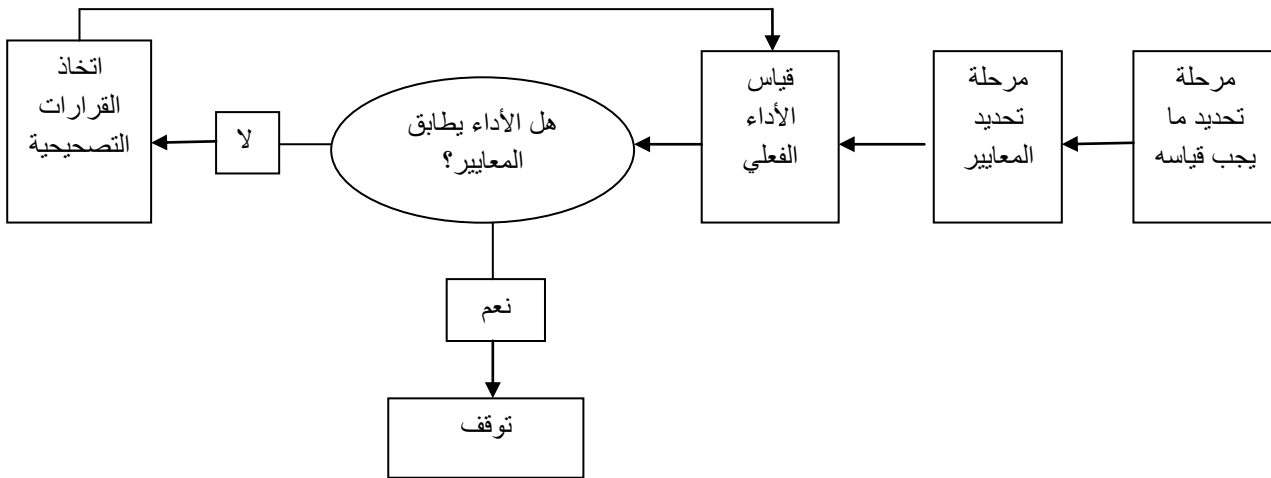 مرحلة
تحديد ما
يجب قياسه
مرحلة
تحديد
المعايير
قياس
الأداء
الفعلي
هل الأداء يطابق
المعايير؟
لا
اتخاذ
القرارات
التصحيحية
نعم
توقف